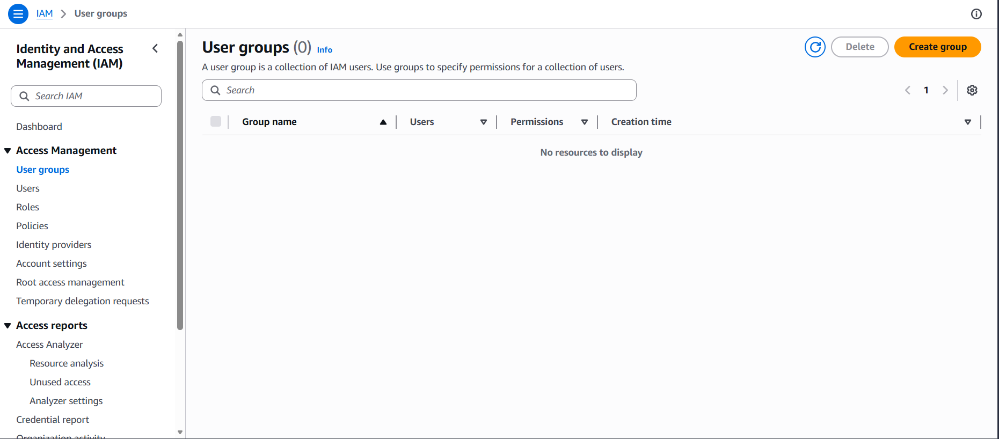 IAM > User groups
Identity and Access
Management (IAM)
Search IAM
Dashboard
Access Management
User groups
Users
Roles
Policies
Identity providers
Account settings
Root access management
Temporary delegation requests
Access reports
Access Analyzer
Resource analysis
Unused access
Analyzer settings
Credential report
Organization activity
User groups (0) Info
Delete
Create group
A user group is a collection of IAM users. Use groups to specify permissions for a collection of users.
Search
1
Group name Users Permissions Creation time
No resources to display